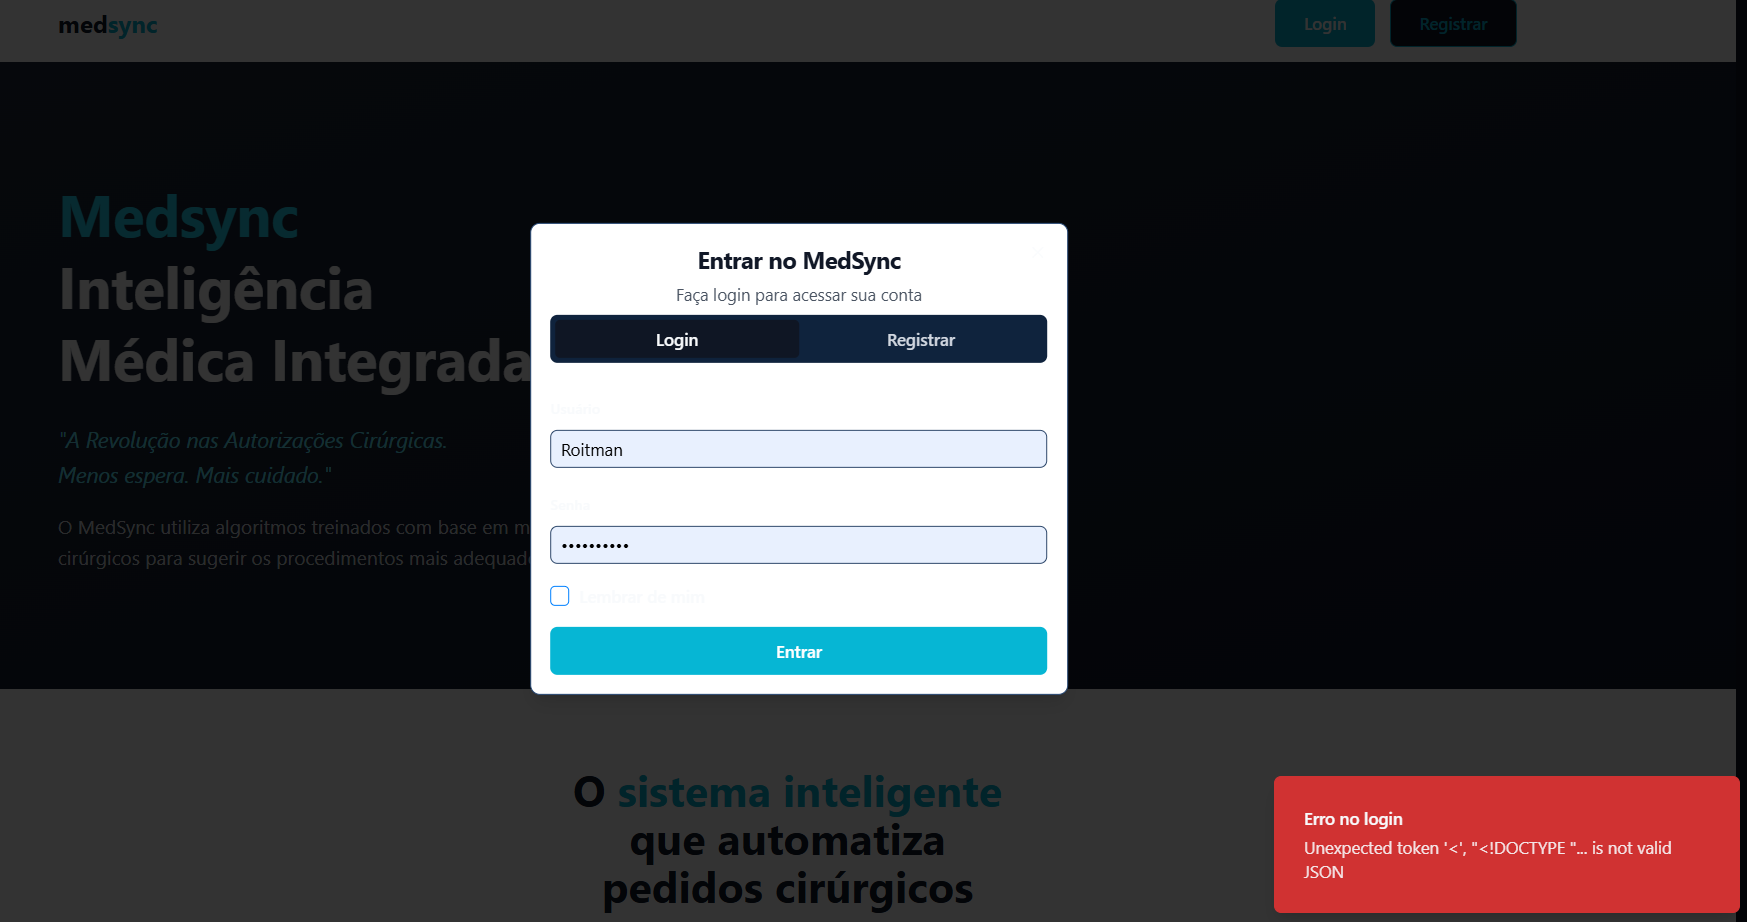 medsync
Login
Registrar
Medsync
Inteligência
Médica Integrada
"A Revolução nas Autorizações Cirúrgicas.
Menos espera. Mais cuidado."
O MedSync utiliza algoritmos treinados com base em
cirúrgicos para sugerir os procedimentos mais
Entrar no MedSync
Faça login para acessar sua conta
Login
Registrar
Usuário
Roitman
Senha
••••••••••
Lembrar de mim
Entrar
O sistema inteligente
que automatiza
pedidos cirúrgicos
Erro no login
Unexpected token '<', "<!DOCTYPE "... is not valid
JSON